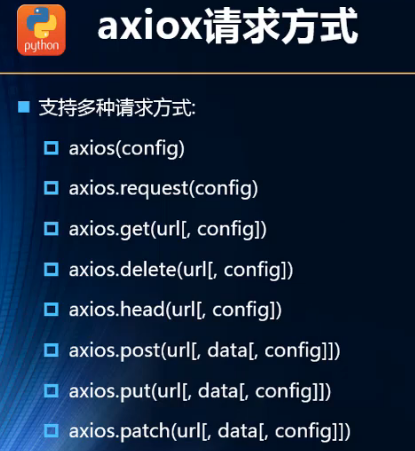 python
axiox请求方式
支持多种请求方式:
axios(config)
axios.request(config)
axios.get(url[, config])
axios.delete(url[, config])
axios.head(url[, config])
axios.post(url[, data[, config]])
axios.put(url[, data[, config]])
axios.patch(url[, data[, config]])